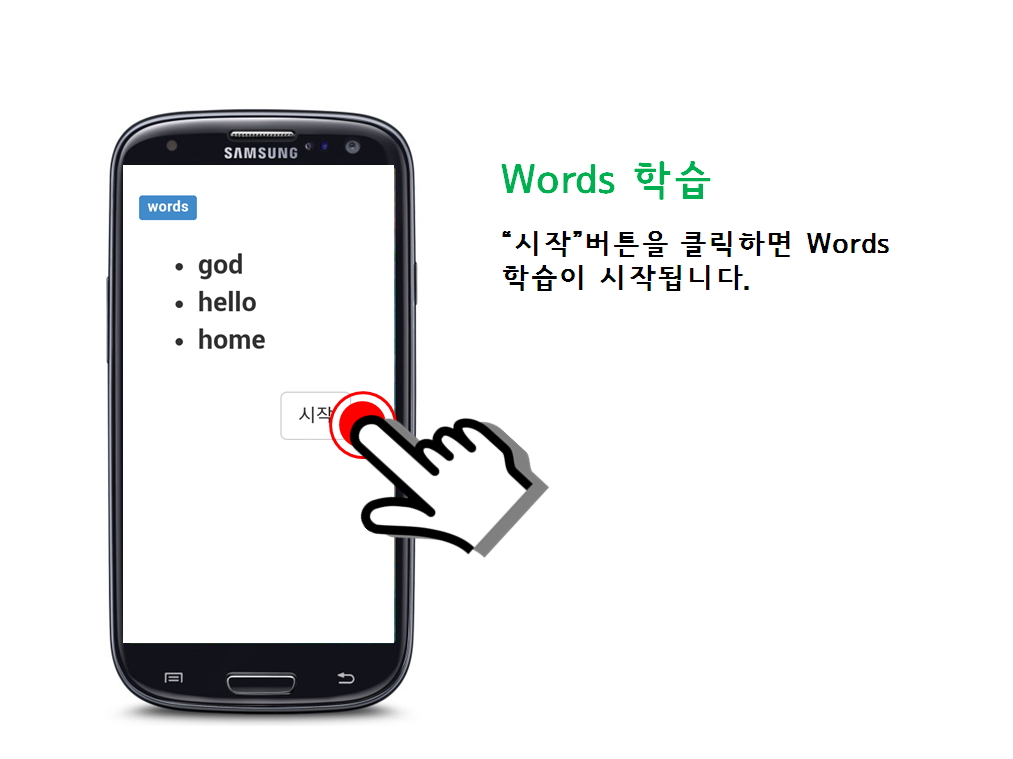 SAMSUNG
words
• god
• hello
• home
시작
Words 학습
“시작”버튼을 클릭하면 Words
학습이 시작됩니다.